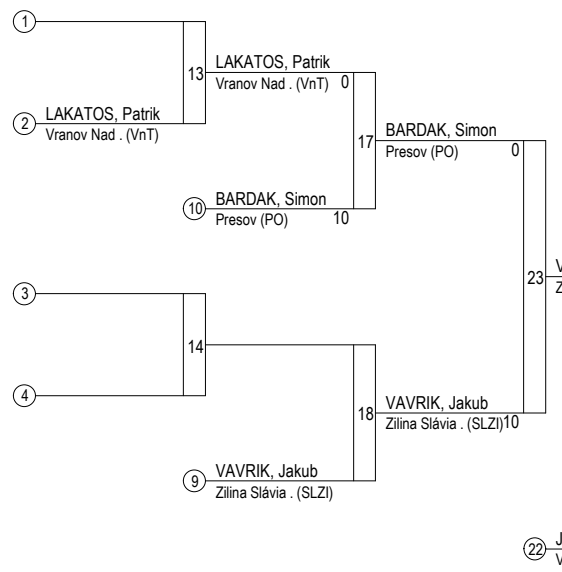 1
13
LAKATOS, Patrik
Vranov Nad . (VnT) 0
2
LAKATOS, Patrik
Vranov Nad . (VnT)
17
BARDAK, Simon
Presov (PO) 0
10
BARDAK, Simon
Presov (PO) 10
23
V
Z
3
14
4
18
VAVRIK, Jakub
Zilina Slávia . (SLZI) 10
9
VAVRIK, Jakub
Zilina Slávia . (SLZI)
22
J
V